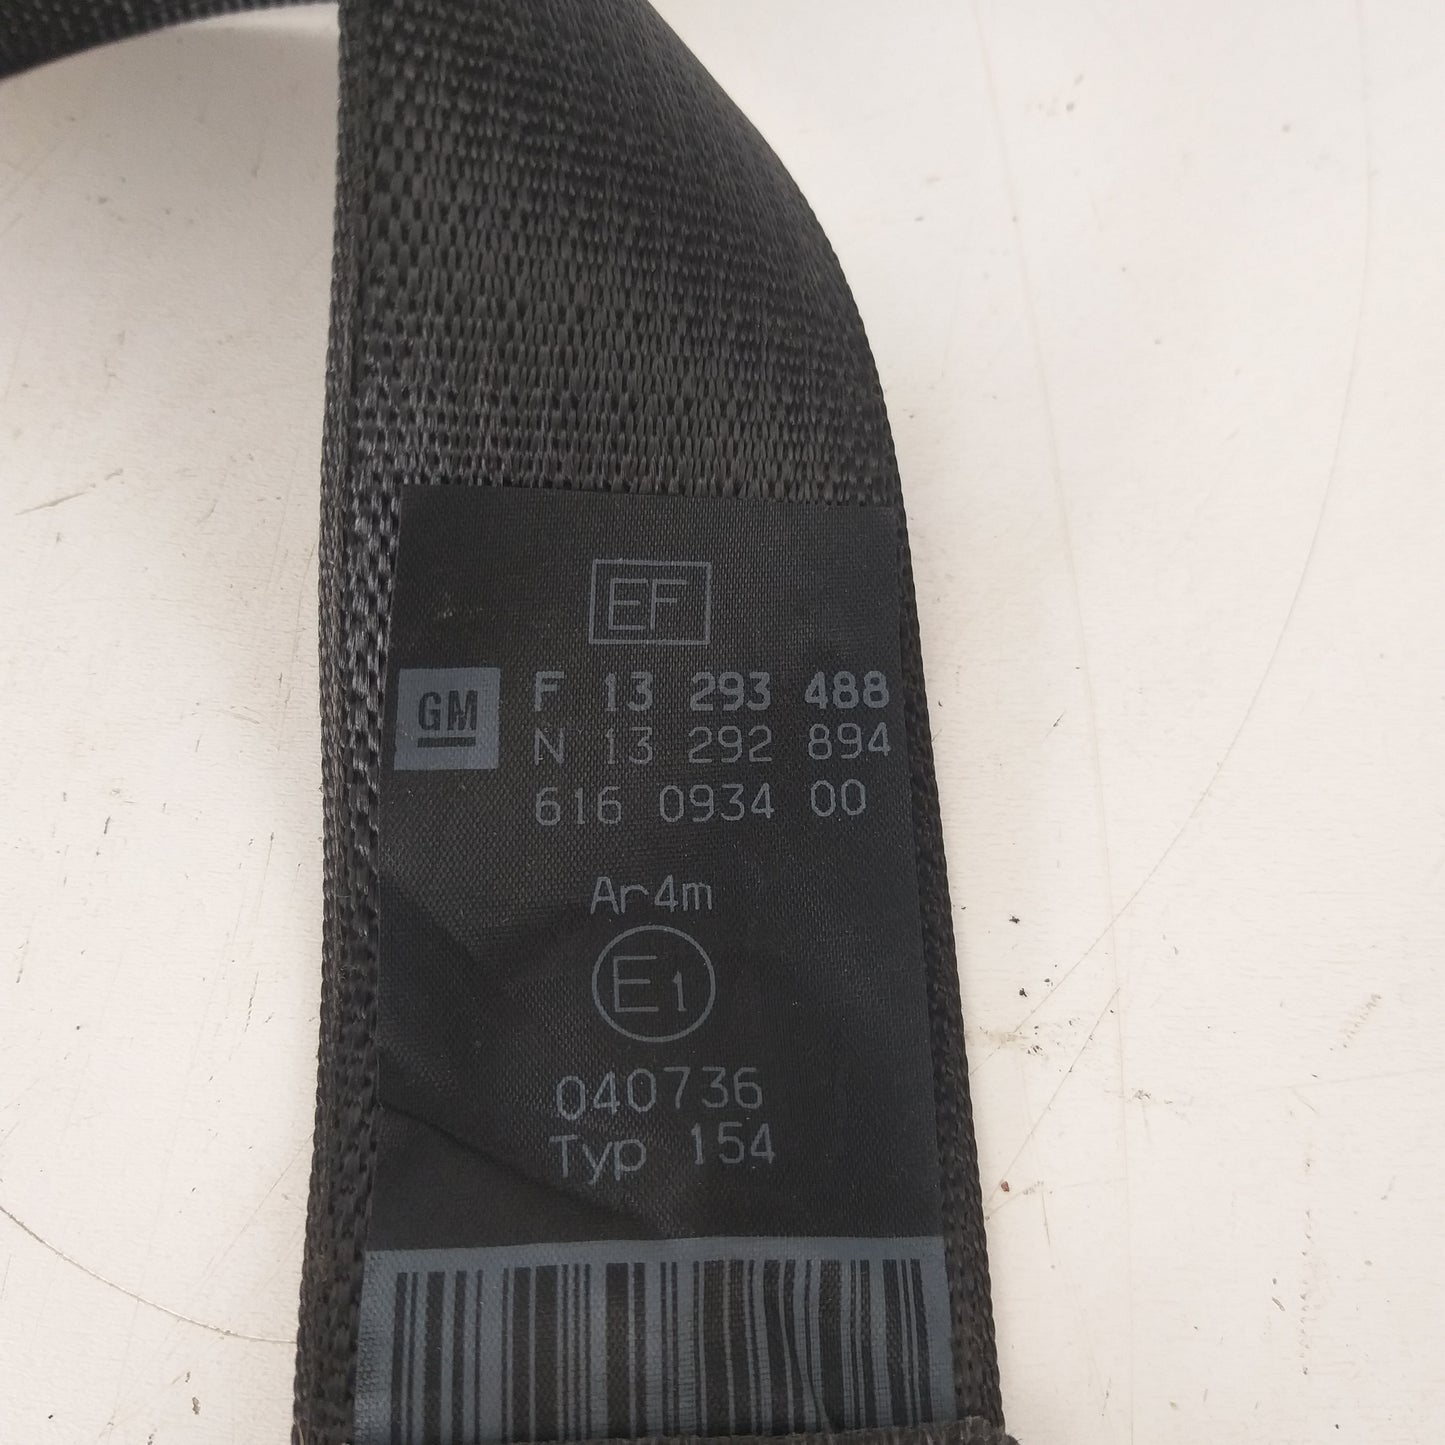 EF
GM
F 13 293 488
N 13 292 894
616 0934 00
Ar4m
E1
040736
Typ 154